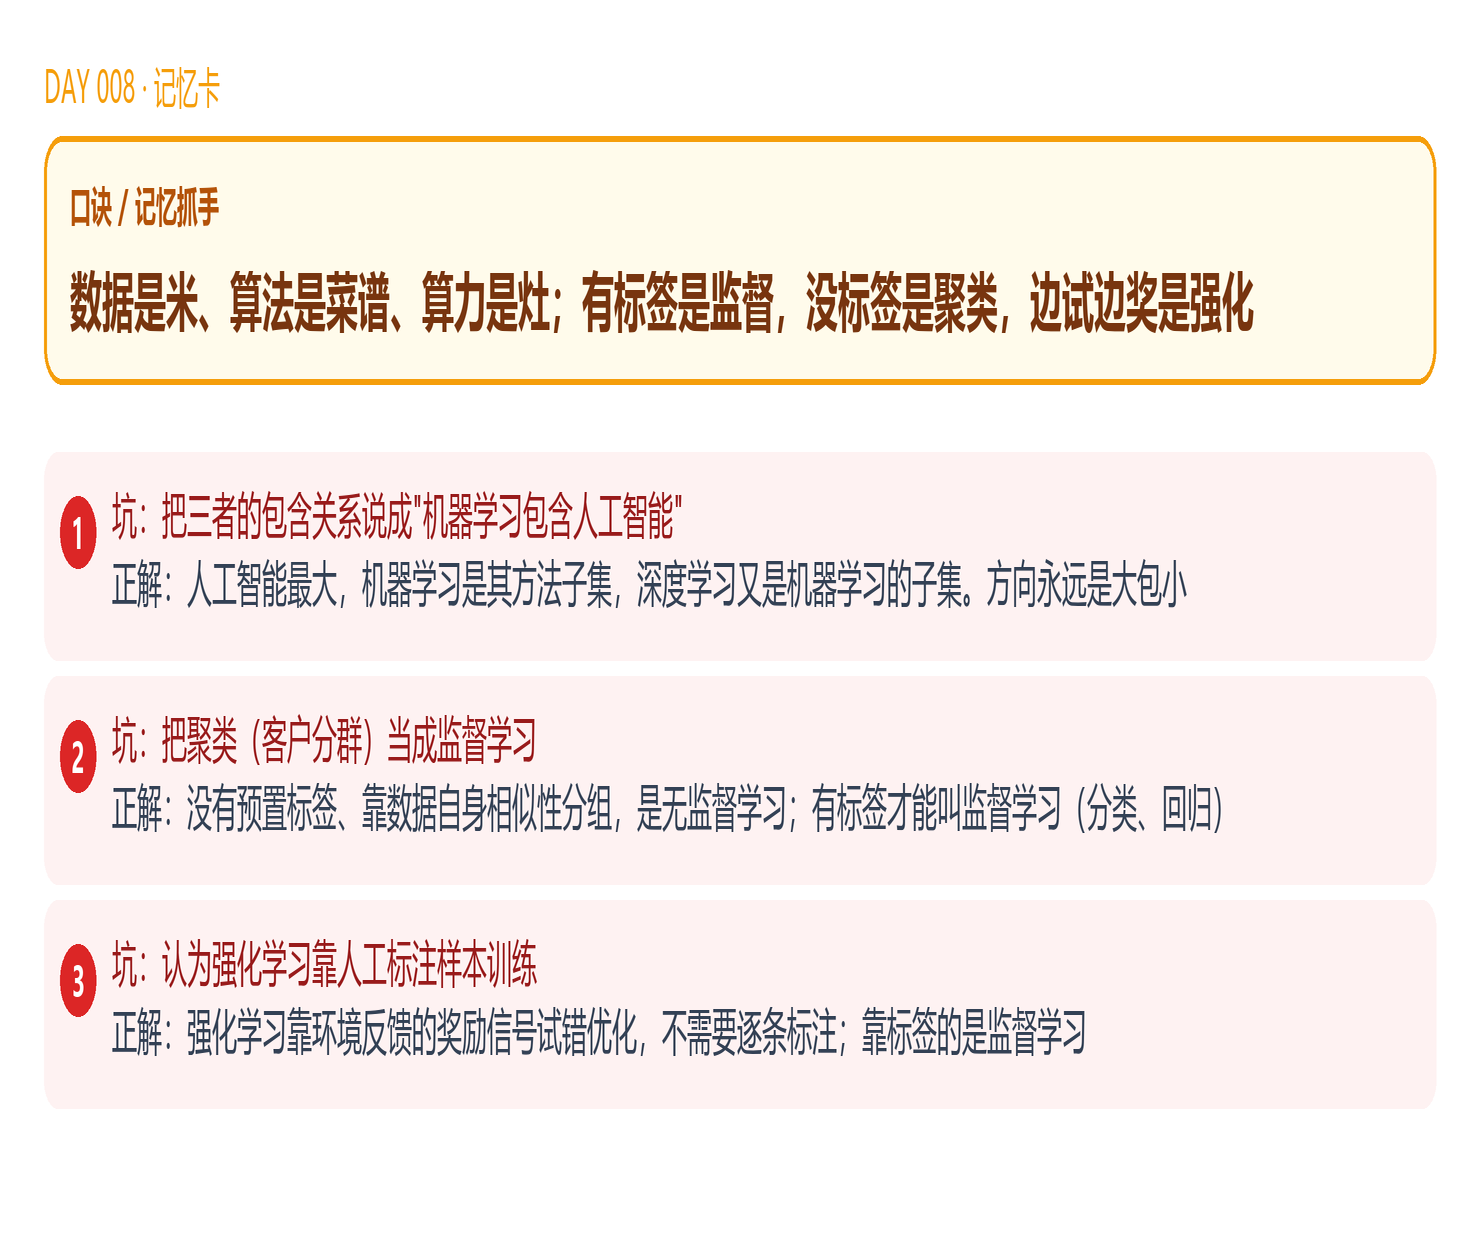 DAY 008 · 记忆卡
口诀 / 记忆抓手
数据是米、算法是菜谱、算力是灶；有标签是监督，没标签是聚类，边试边奖是强化
1
坑：把三者的包含关系说成"机器学习包含人工智能"
正解：人工智能最大，机器学习是其方法子集，深度学习又是机器学习的子集。方向永远是大包小
2
坑：把聚类（客户分群）当成监督学习
正解：没有预置标签、靠数据自身相似性分组，是无监督学习；有标签才能叫监督学习（分类、回归）
3
坑：认为强化学习靠人工标注样本训练
正解：强化学习靠环境反馈的奖励信号试错优化，不需要逐条标注；靠标签的是监督学习